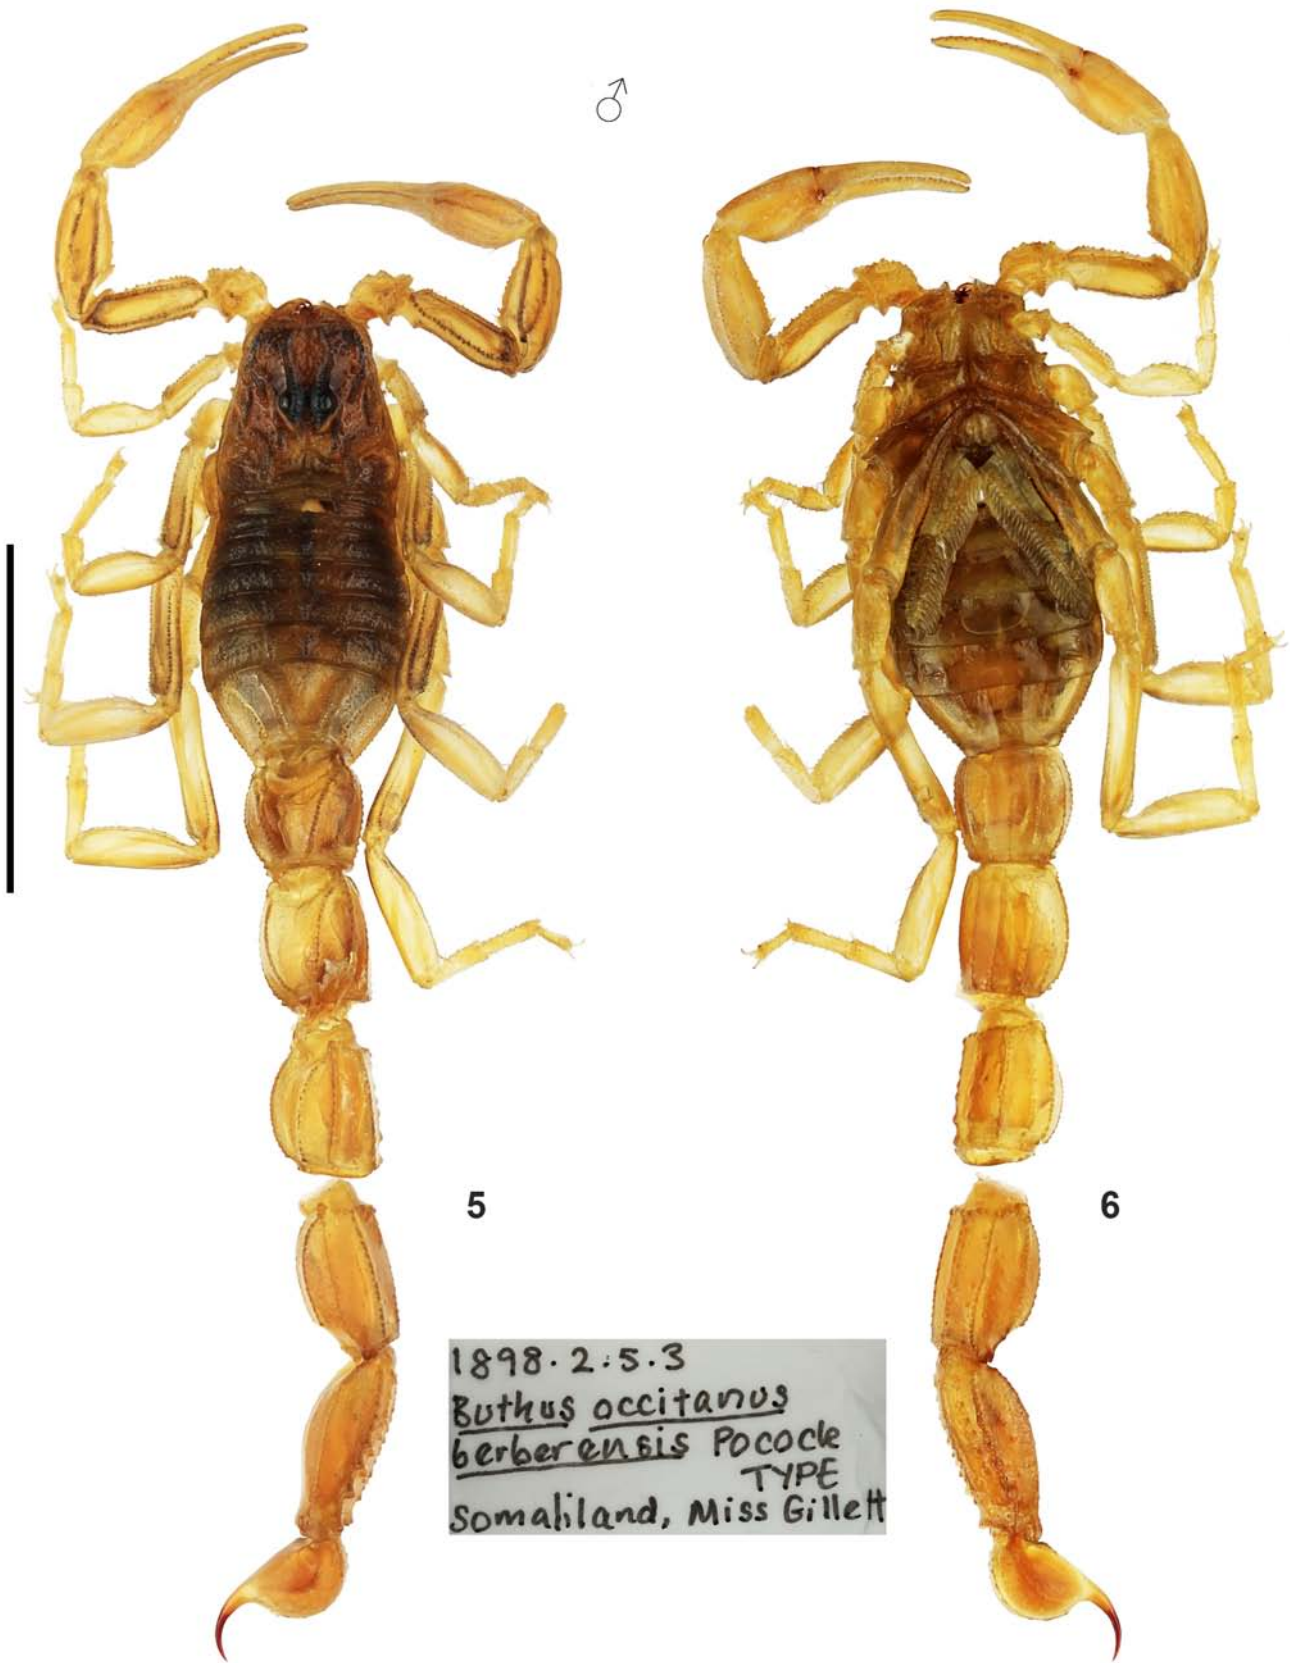 ♂
5
6
1898.2.5.3
Buthus occitanus
berberensis Pocock
TYPE
Somaliland, Miss Gillett